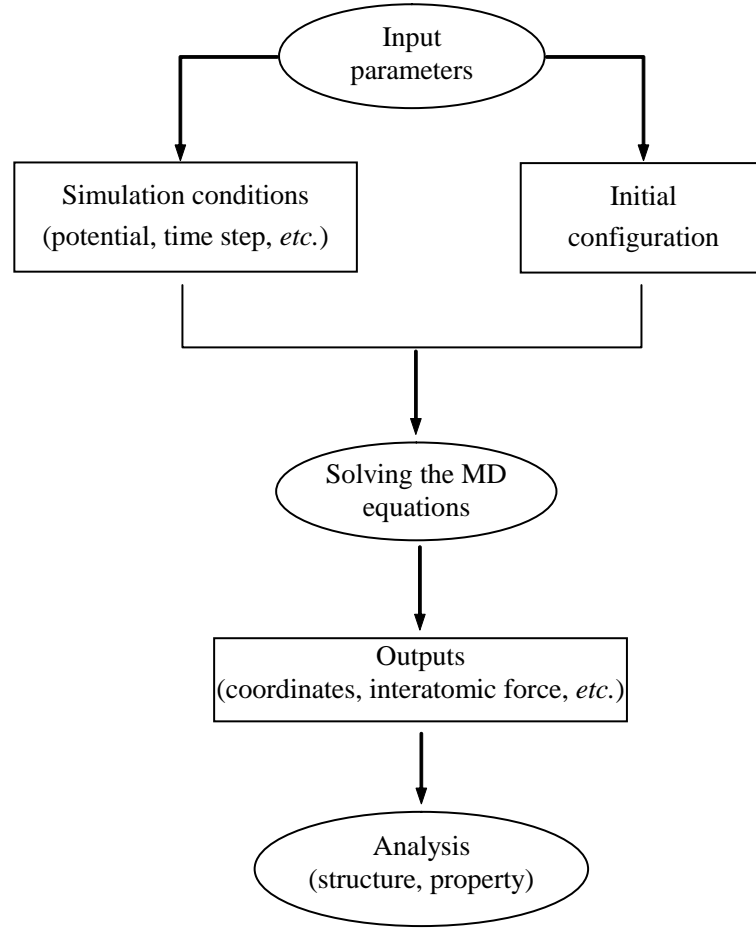 Input
parameters
Simulation conditions
(potential, time step, etc.)
Initial
configuration
Solving the MD
equations
Outputs
(coordinates, interatomic force, etc.)
Analysis
(structure, property)